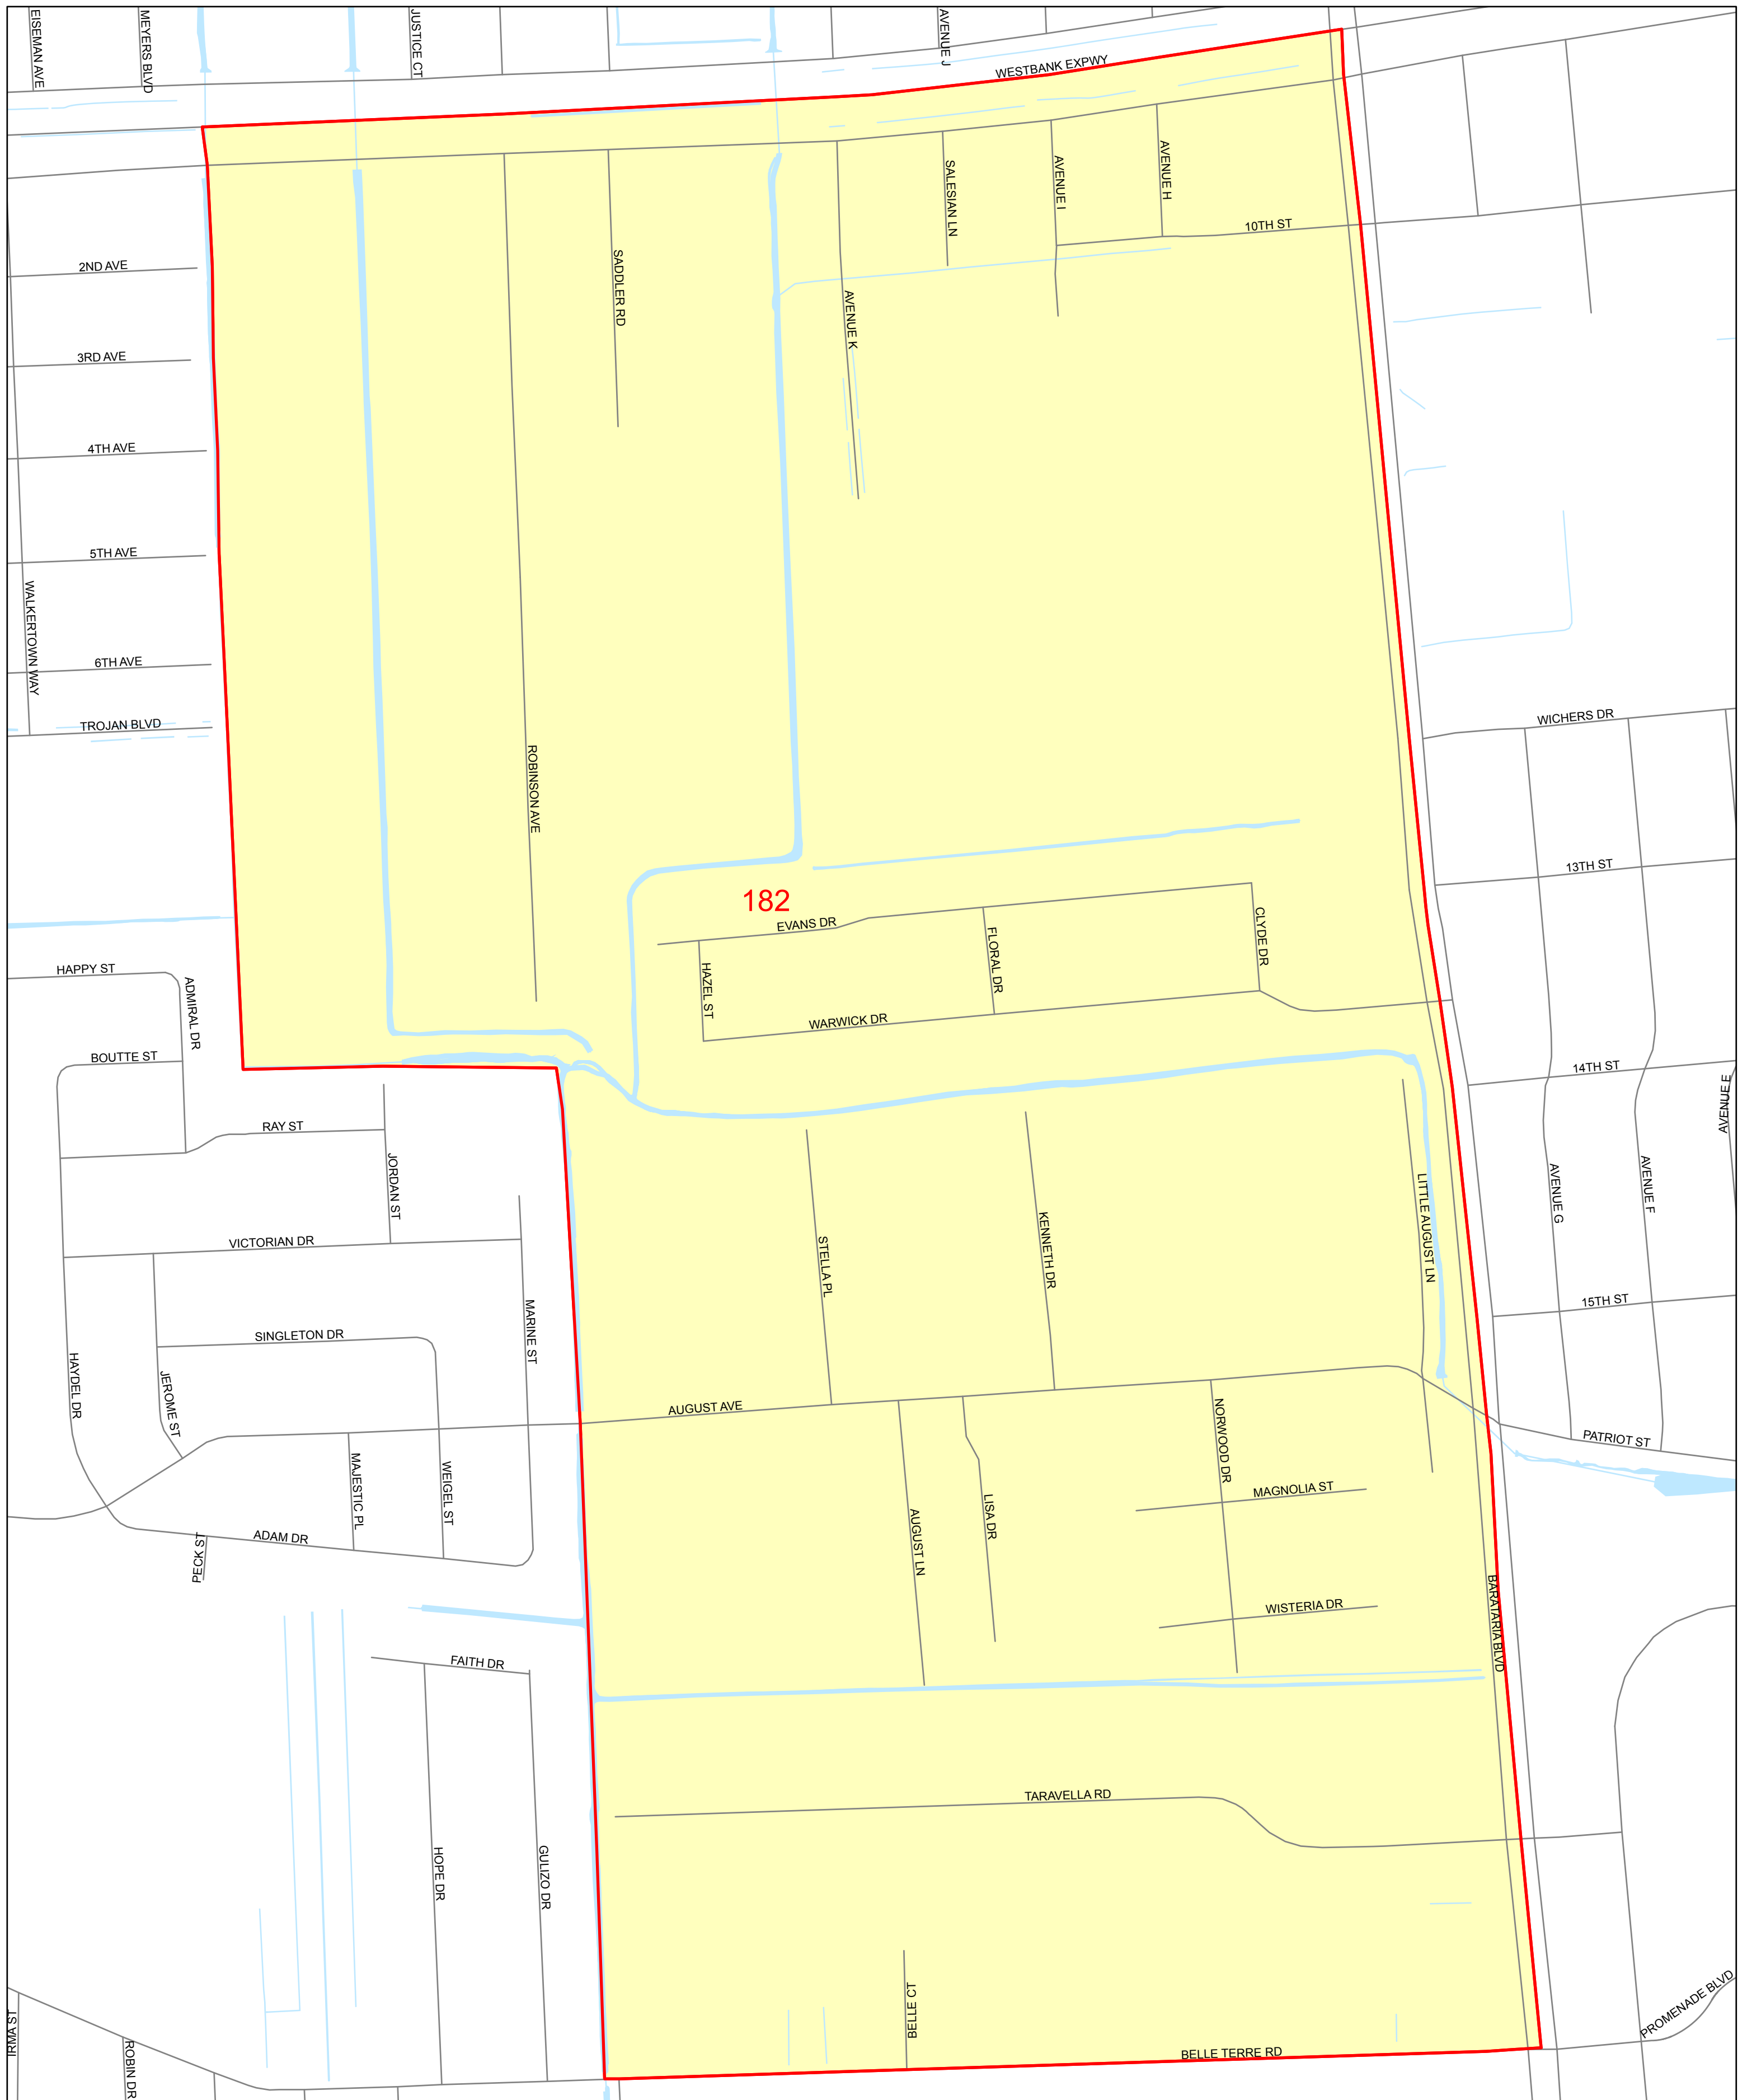 EISEMAN AVE
MEYERS BLVD
JUSTICE CT
AVENUE J
WESTBANK EXPWY
SALESIAN LN
AVENUE I
AVENUE H
10TH ST
2ND AVE
SADDLER RD
AVENUE K
3RD AVE
4TH AVE
5TH AVE
WALKERTOWN WAY
6TH AVE
TROJAN BLVD
WICHERS DR
ROBINSON AVE
13TH ST
182
EVANS DR
CLYDE DR
FLORAL DR
HAPPY ST
ADMIRAL DR
HAZEL ST
WARWICK DR
BOUTTE ST
14TH ST
AVENUE E
RAY ST
JORDAN ST
AVENUE G
AVENUE F
LITTLE AUGUST LN
VICTORIAN DR
STELLA PL
KENNETH DR
15TH ST
MARINE ST
SINGLETON DR
HAYDEL DR
JEROME ST
AUGUST AVE
NORWOOD DR
PATRIOT ST
MAJESTIC PL
WEIGEL ST
MAGNOLIA ST
LISA DR
AUGUST LN
PECK ST
ADAM DR
BARATARIA BLVD
WISTERIA DR
FAITH DR
TARAVELLA RD
HOPE DR
GULIZO DR
BELLE CT
PROMENADE BLVD
IRMA ST
ROBIN DR
BELLE TERRE RD